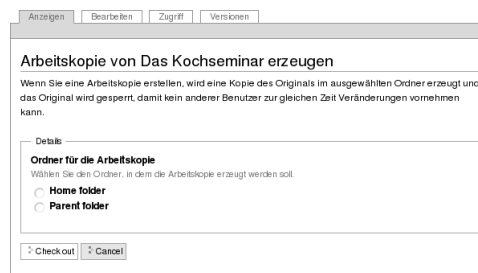 Anzeigen Bearbeiten Zugriff Versionen
Arbeitskopie von Das Kochseminar erzeugen
Wenn Sie eine Arbeitskopie erstellen, wird eine Kopie des Originals im ausgewählten Ordner erzeugt und
das Original wird gesperrt, damit kein anderer Benutzer zur gleichen Zeit Veränderungen vornehmen
kann.
Details
Ordner für die Arbeitskopie
Wählen Sie den Ordner, in dem die Arbeitskopie erzeugt werden soll.
Home folder
Parent folder
Check out Cancel